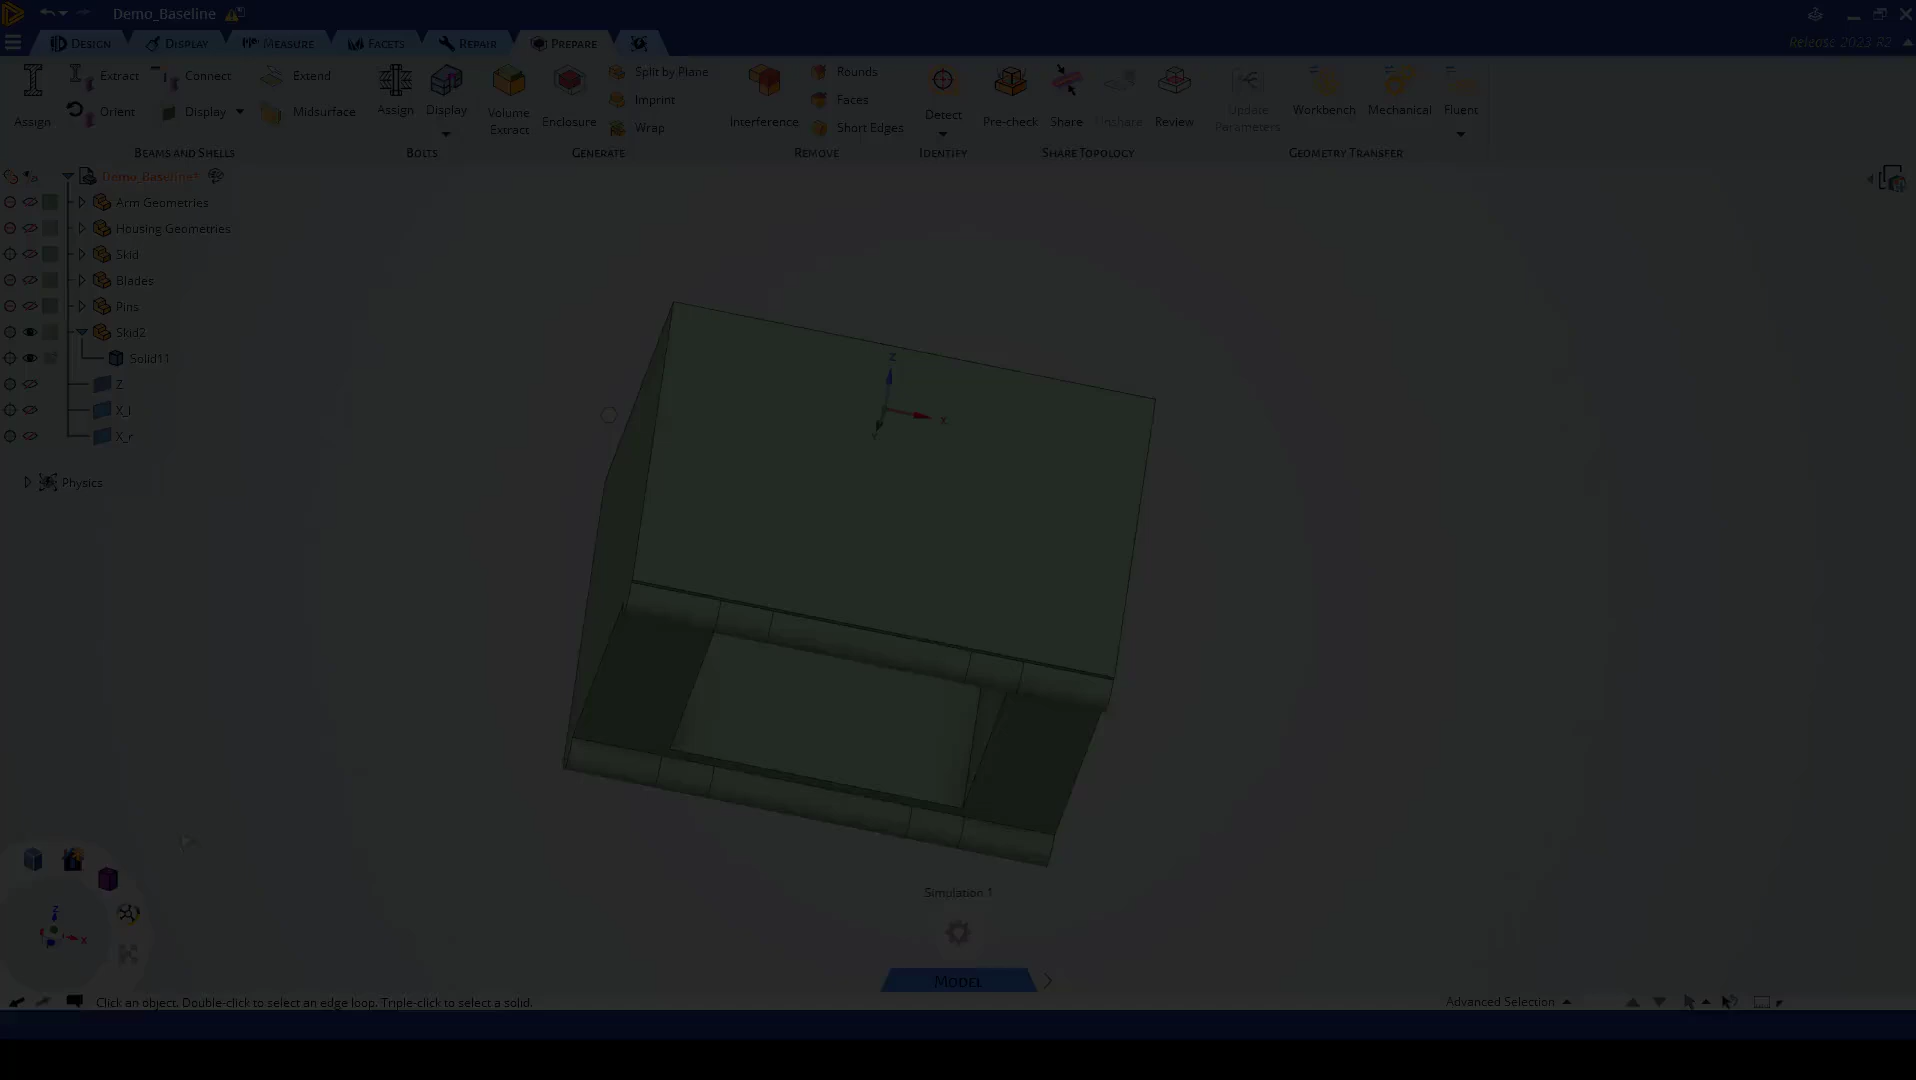 Demo_Baseline
DESIGN DISPLAY MEASURE FACETS REPAIR PREPARE
Release 2023 R2
Extract Connect Extend Split by Plane Rounds
Assign Orient Display Midsurface
Assign Display Volume Extract Enclosure Imprint Wrap
Interference Faces Short Edges
Detect Pre-check Share Unshare Review
Update Parameters Workbench Mechanical Fluent
BEAMS AND SHELLS BOLTS GENERATE REMOVE IDENTIFY SHARE TOPOLOGY GEOMETRY TRANSFER
Demo_Baseline*
Arm Geometries
Housing Geometries
Skid
Blades
Pins
Skid2
Solid11
Z
X_l
X_r
Physics
Z
X
Y
Simulation 1
Z
X
MODEL
Click an object. Double-click to select an edge loop. Triple-click to select a solid.
Advanced Selection